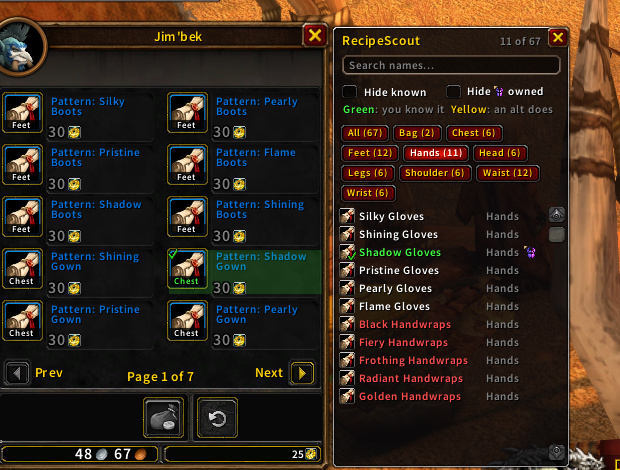 Jim'bek
Pattern: Silky
Boots
Feet
30
Pattern: Pearly
Boots
Feet
30
Pattern: Pristine
Boots
Feet
30
Pattern: Flame
Boots
Feet
30
Pattern: Shadow
Boots
Feet
30
Pattern: Shining
Boots
Feet
30
Pattern: Shining
Gown
Chest
30
Pattern: Shadow
Gown
Chest
30
Pattern: Pristine
Gown
Chest
30
Pattern: Pearly
Gown
Chest
30
Prev
Page 1 of 7
Next
48 67
25
RecipeScout 11 of 67
Search names...
Hide known Hide owned
Green: you know it Yellow: an alt does
All (67) Bag (2) Chest (6)
Feet (12) Hands (11) Head (6)
Legs (6) Shoulder (6) Waist (12)
Wrist (6)
Silky Gloves Hands
Shining Gloves Hands
Shadow Gloves Hands
Pristine Gloves Hands
Pearly Gloves Hands
Flame Gloves Hands
Black Handwraps Hands
Fiery Handwraps Hands
Frothing Handwraps Hands
Radiant Handwraps Hands
Golden Handwraps Hands